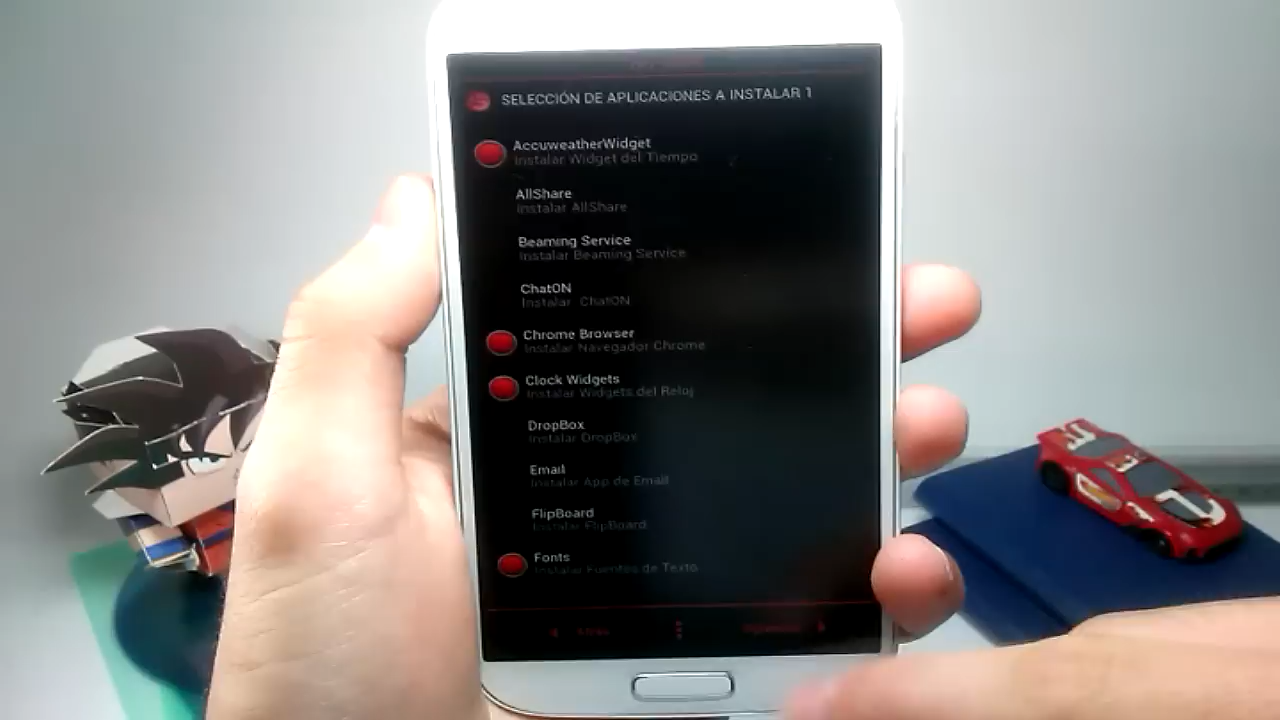 SELECCIÓN DE APLICACIONES A INSTALAR 1
AccuweatherWidget
Instalar Widget del Tiempo
AllShare
Instalar AllShare
Beaming Service
Instalar Beaming Service
ChatON
Instalar ChatON
Chrome Browser
Instalar Navegador Chrome
Clock Widgets
Instalar Widgets del Reloj
DropBox
Instalar DropBox
Email
Instalar App de Email
FlipBoard
Instalar FlipBoard
Fonts
Instalar Fuentes de Texto